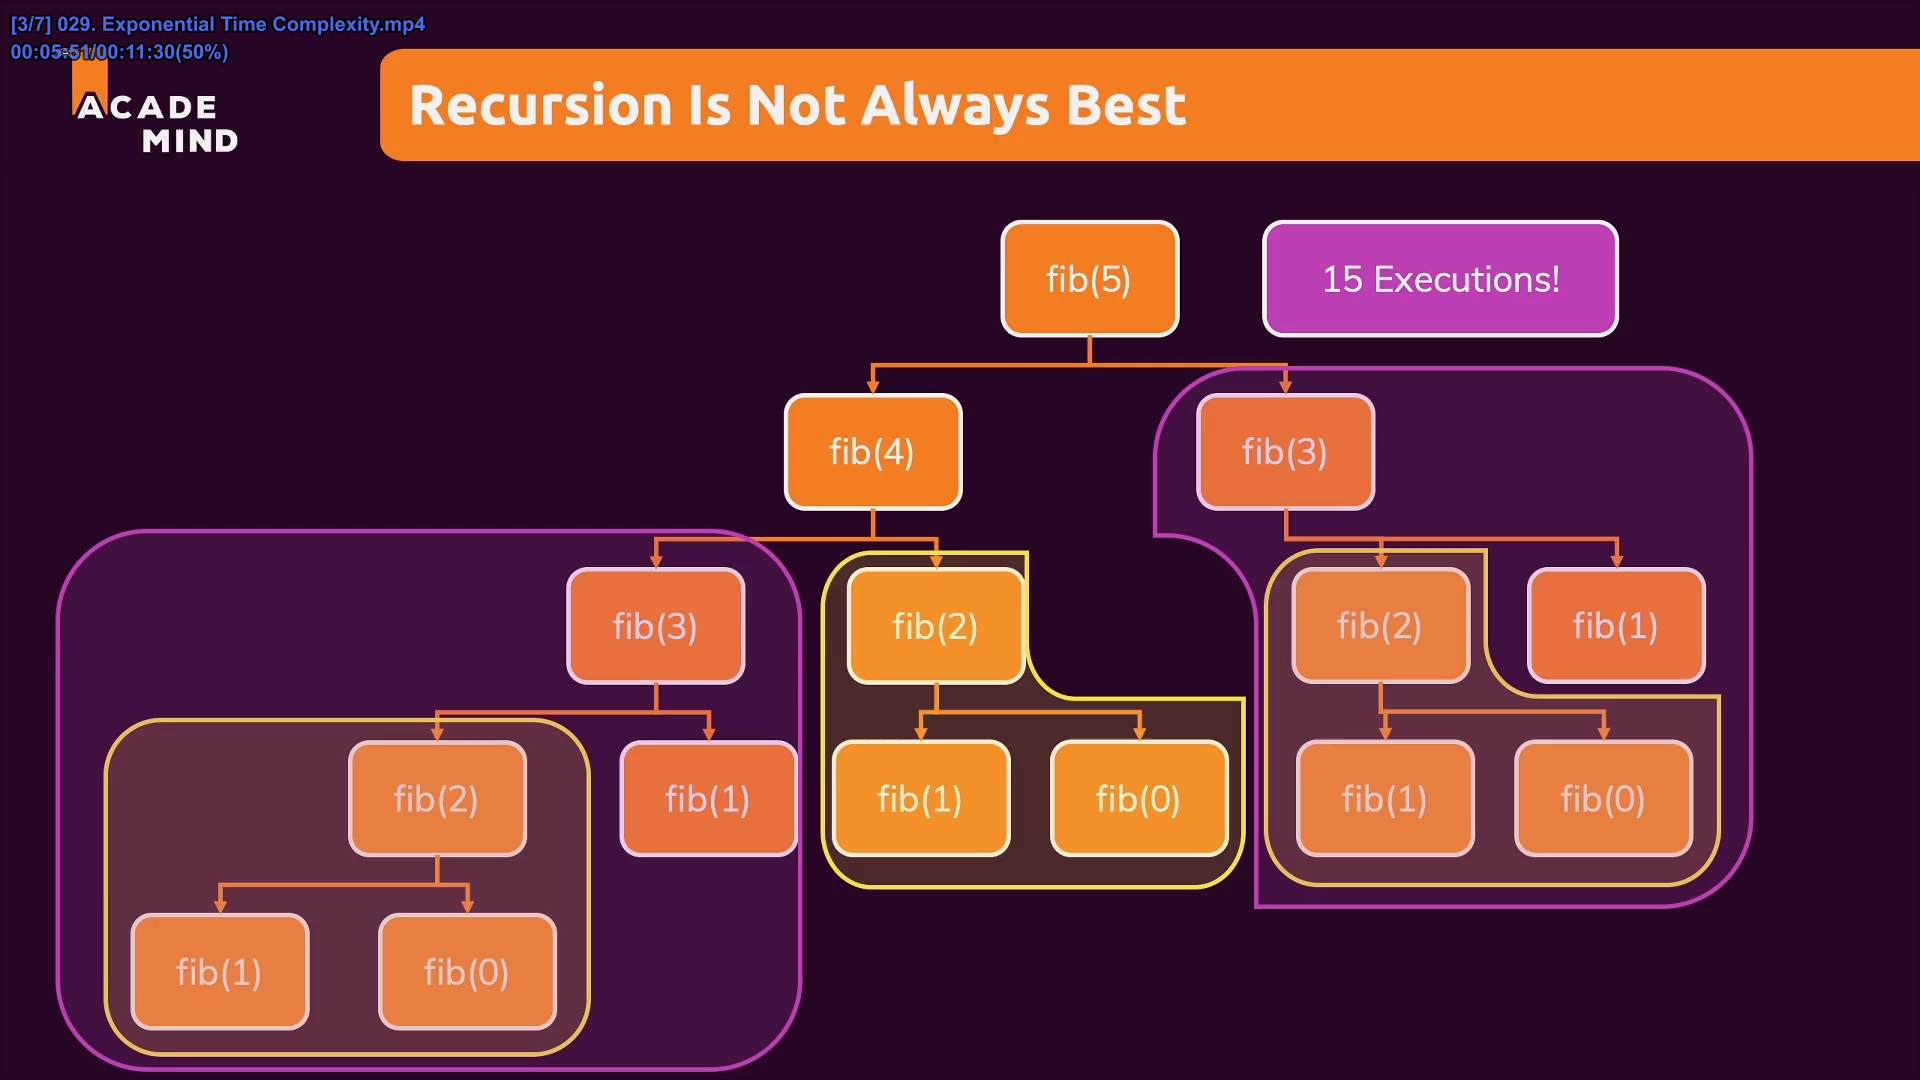 [3/7] 029. Exponential Time Complexity.mp4
00:05:51/00:11:30(50%)
ACADE
MIND
Recursion Is Not Always Best
fib(5)
15 Executions!
fib(4)
fib(3)
fib(3)
fib(2)
fib(2)
fib(1)
fib(2)
fib(1)
fib(1)
fib(0)
fib(1)
fib(0)
fib(1)
fib(0)